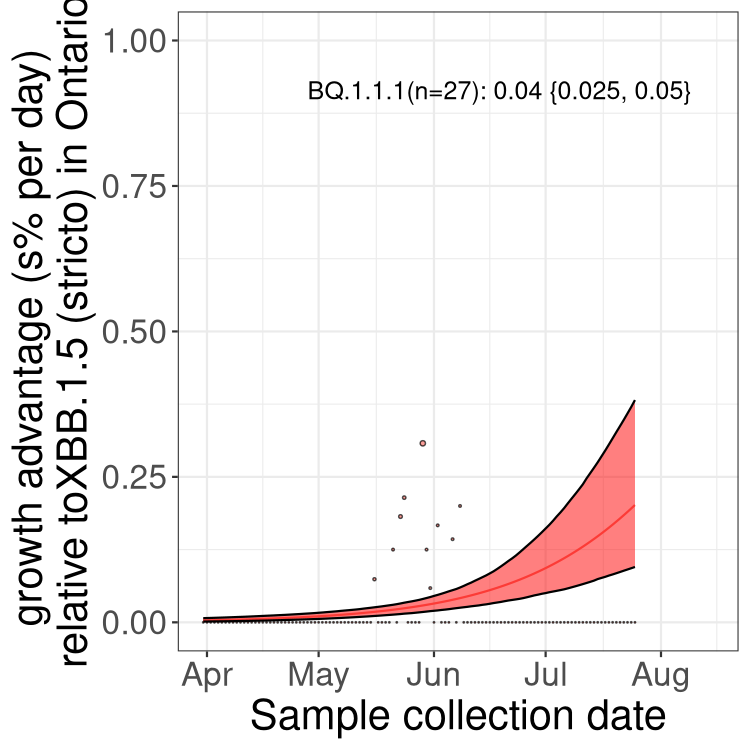 growth advantage (s% per day)
relative toXBB.1.5 (stricto) in Ontario
1.00
0.75
0.50
0.25
0.00
BQ.1.1.1(n=27): 0.04 {0.025, 0.05}
Apr
May
Jun
Jul
Aug
Sample collection date